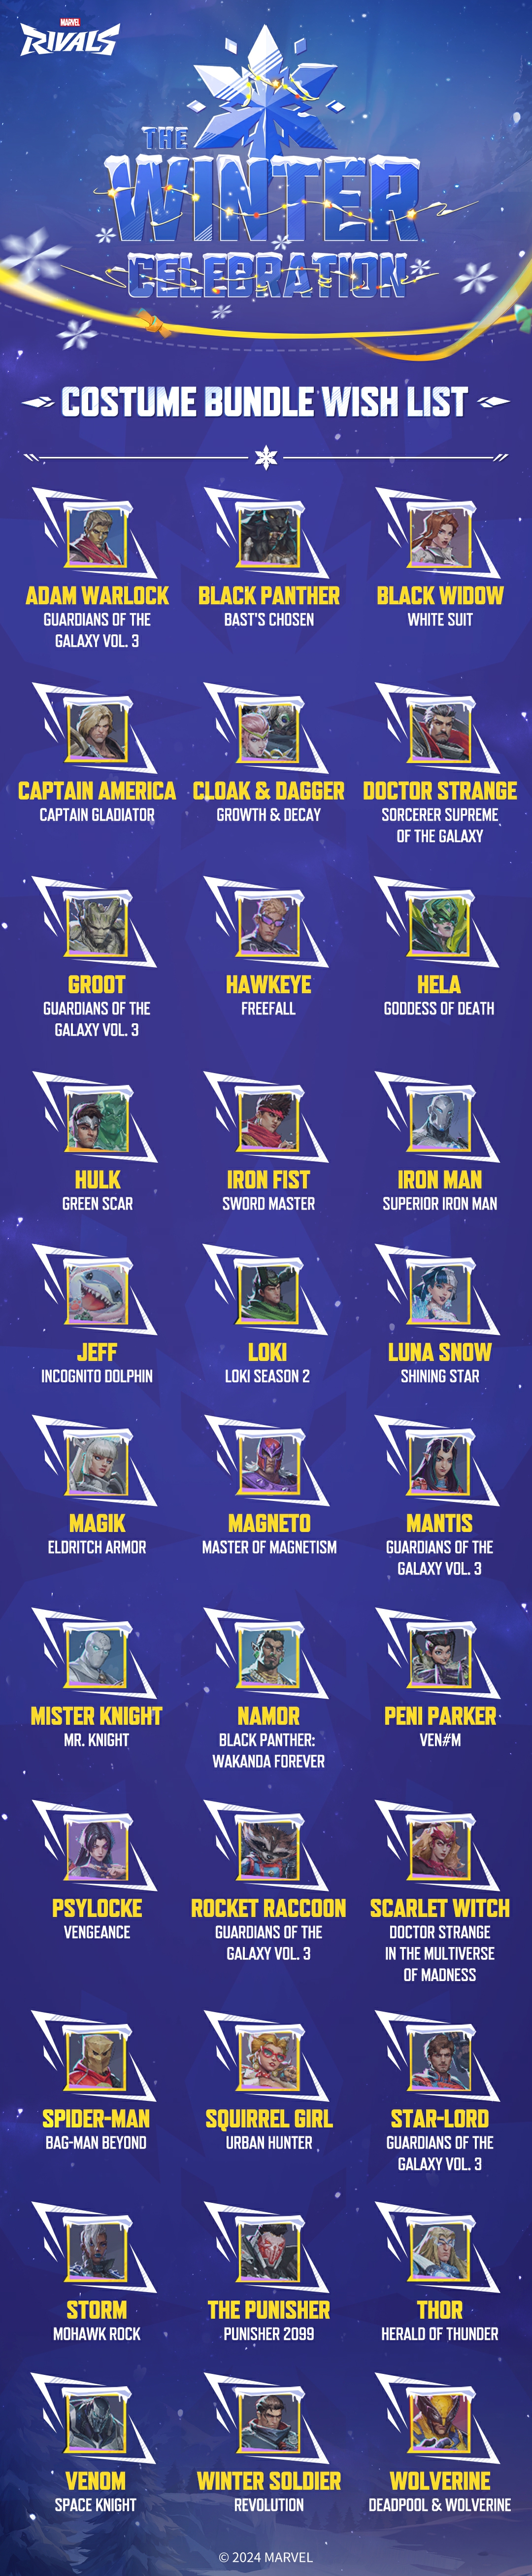 MARVEL
RIVALS
THE
WINTER
CELEBRATION
COSTUME BUNDLE WISH LIST
ADAM WARLOCK
GUARDIANS OF THE
GALAXY VOL. 3
BLACK PANTHER
BAST'S CHOSEN
BLACK WIDOW
WHITE SUIT
CAPTAIN AMERICA
CAPTAIN GLADIATOR
CLOAK & DAGGER
GROWTH & DECAY
DOCTOR STRANGE
SORCERER SUPREME
OF THE GALAXY
GROOT
GUARDIANS OF THE
GALAXY VOL. 3
HAWKEYE
FREEFALL
HELA
GODDESS OF DEATH
HULK
GREEN SCAR
IRON FIST
SWORD MASTER
IRON MAN
SUPERIOR IRON MAN
JEFF
INCOGNITO DOLPHIN
LOKI
LOKI SEASON 2
LUNA SNOW
SHINING STAR
MAGIK
ELDRITCH ARMOR
MAGNETO
MASTER OF MAGNETISM
MANTIS
GUARDIANS OF THE
GALAXY VOL. 3
MISTER KNIGHT
MR. KNIGHT
NAMOR
BLACK PANTHER:
WAKANDA FOREVER
PENI PARKER
VEN#M
PSYLOCKE
VENGEANCE
ROCKET RACCOON
GUARDIANS OF THE
GALAXY VOL. 3
SCARLET WITCH
DOCTOR STRANGE
IN THE MULTIVERSE
OF MADNESS
SPIDER-MAN
BAG-MAN BEYOND
SQUIRREL GIRL
URBAN HUNTER
STAR-LORD
GUARDIANS OF THE
GALAXY VOL. 3
STORM
MOHAWK ROCK
THE PUNISHER
PUNISHER 2099
THOR
HERALD OF THUNDER
VENOM
SPACE KNIGHT
WINTER SOLDIER
REVOLUTION
WOLVERINE
DEADPOOL & WOLVERINE
© 2024 MARVEL